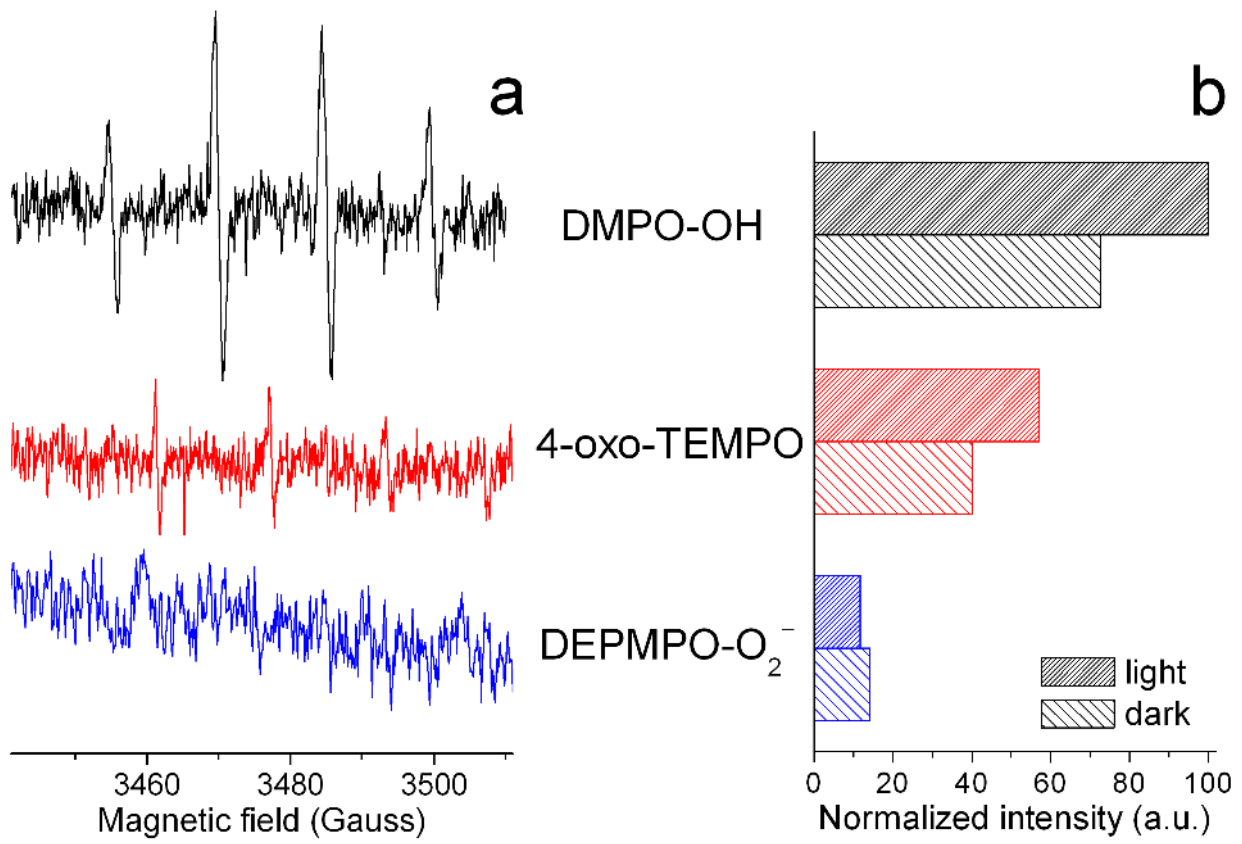 a
b
DMPO-OH
4-oxo-TEMPO
DEPMPO-O₂⁻
light
dark
3460 3480 3500
Magnetic field (Gauss)
0 20 40 60 80 100
Normalized intensity (a.u.)